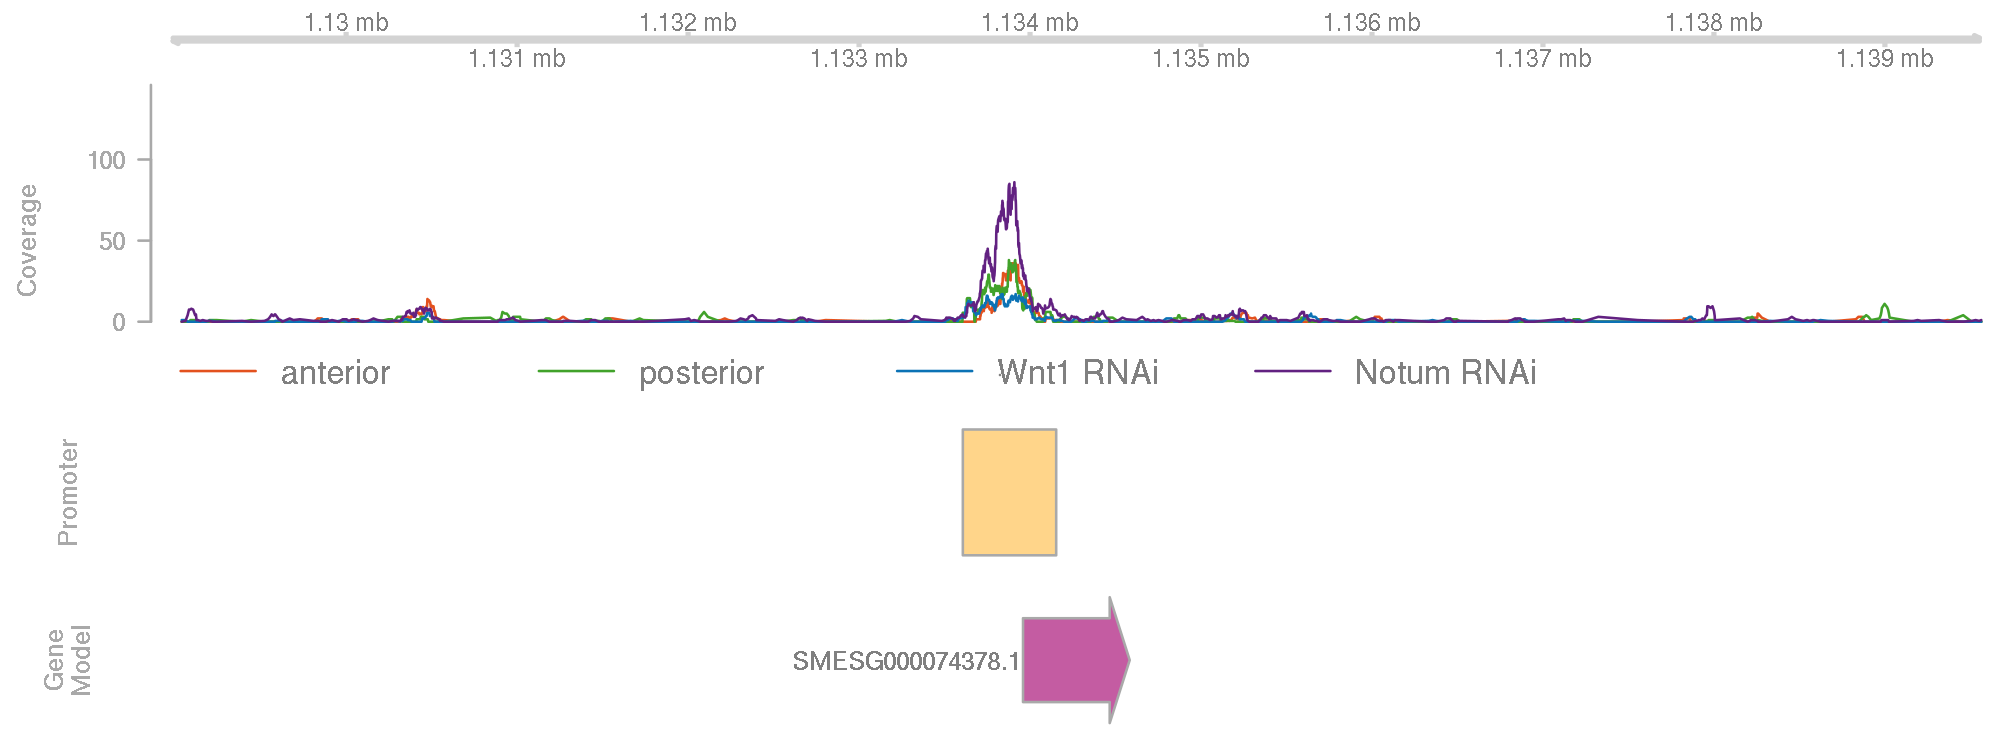 1.13 mb 1.132 mb 1.134 mb 1.136 mb 1.138 mb
1.131 mb 1.133 mb 1.135 mb 1.137 mb 1.139 mb
Coverage
100
50
0
anterior posterior Wnt1 RNAi Notum RNAi
Promoter
Gene
Model
SMESG000074378.1